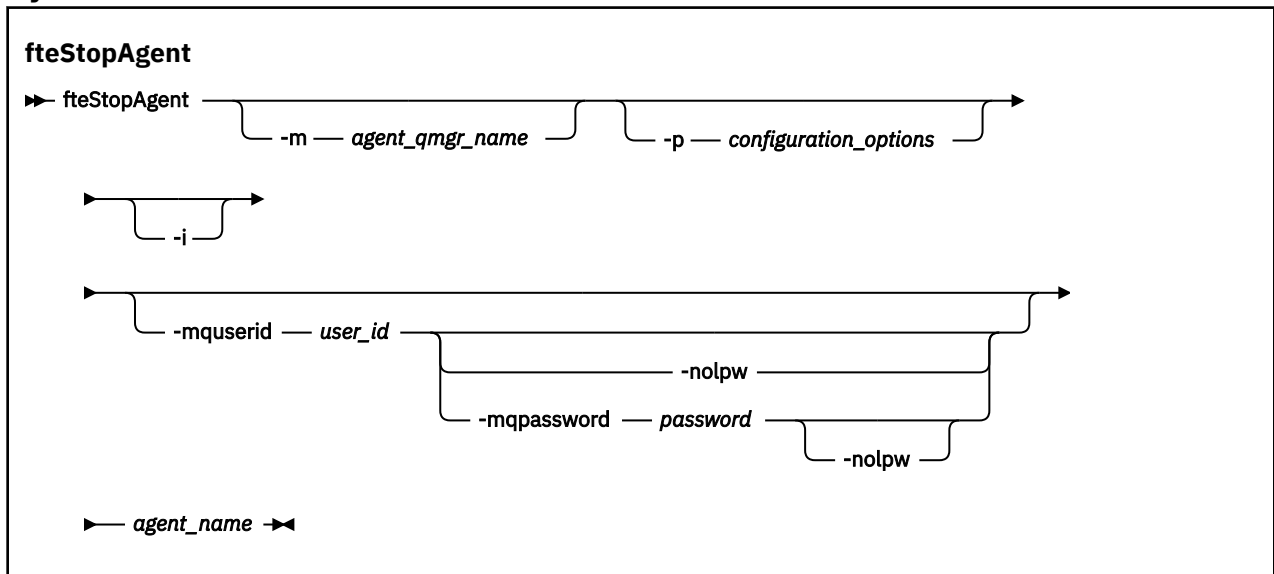 fteStopAgent
fteStopAgent -m agent_qmgr_name -p configuration_options
-i
-mquserid user_id
-nolpw
-mqpassword password
-nolpw
agent_name